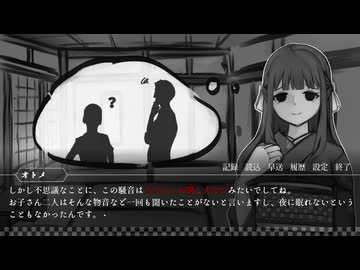 ?
記録 読込 早送 履歴 設定 終了
オトメ
しかし不思議なことに、この騒音は
みたいでしてね。
お子さん二人はそんな物音など一回も聞いたことがないと言いますし、夜に眠れないという
こともなかったんです。